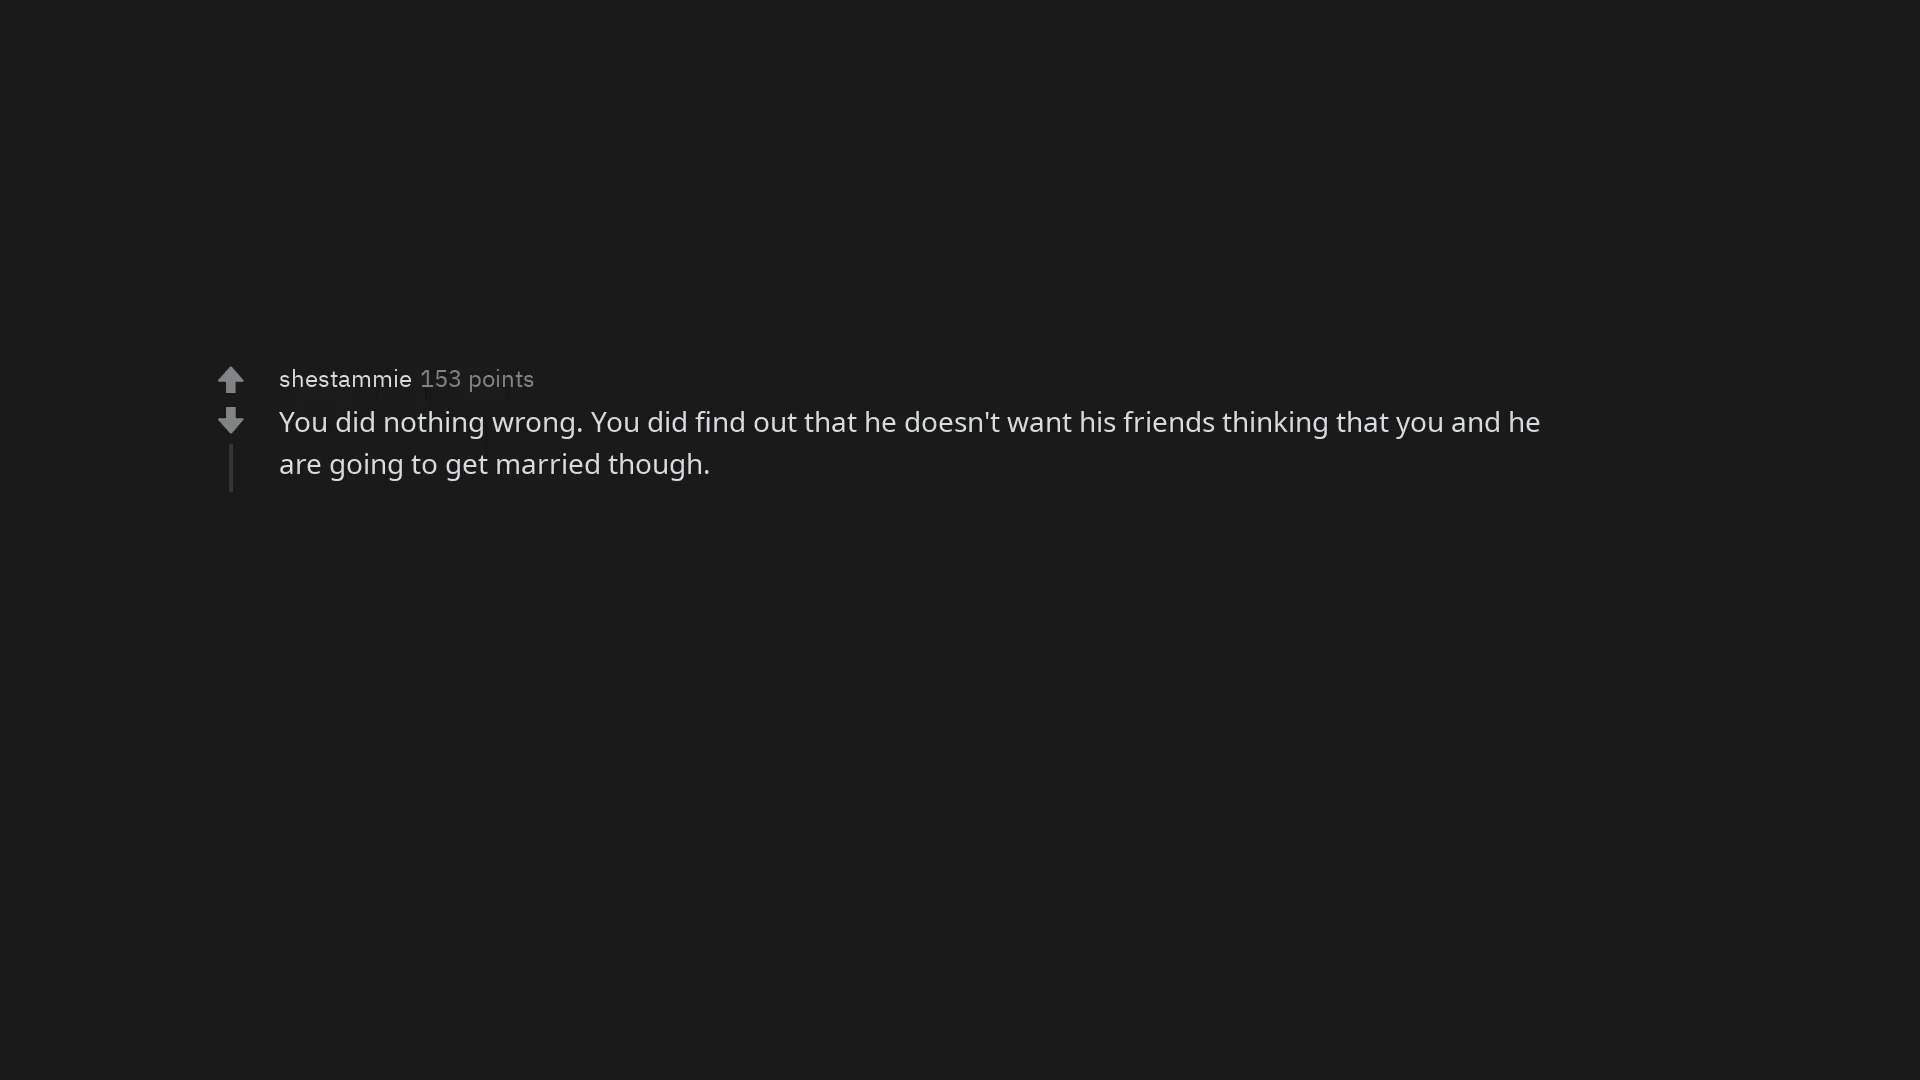 shestammie 153 points
You did nothing wrong. You did find out that he doesn't want his friends thinking that you and he
are going to get married though.